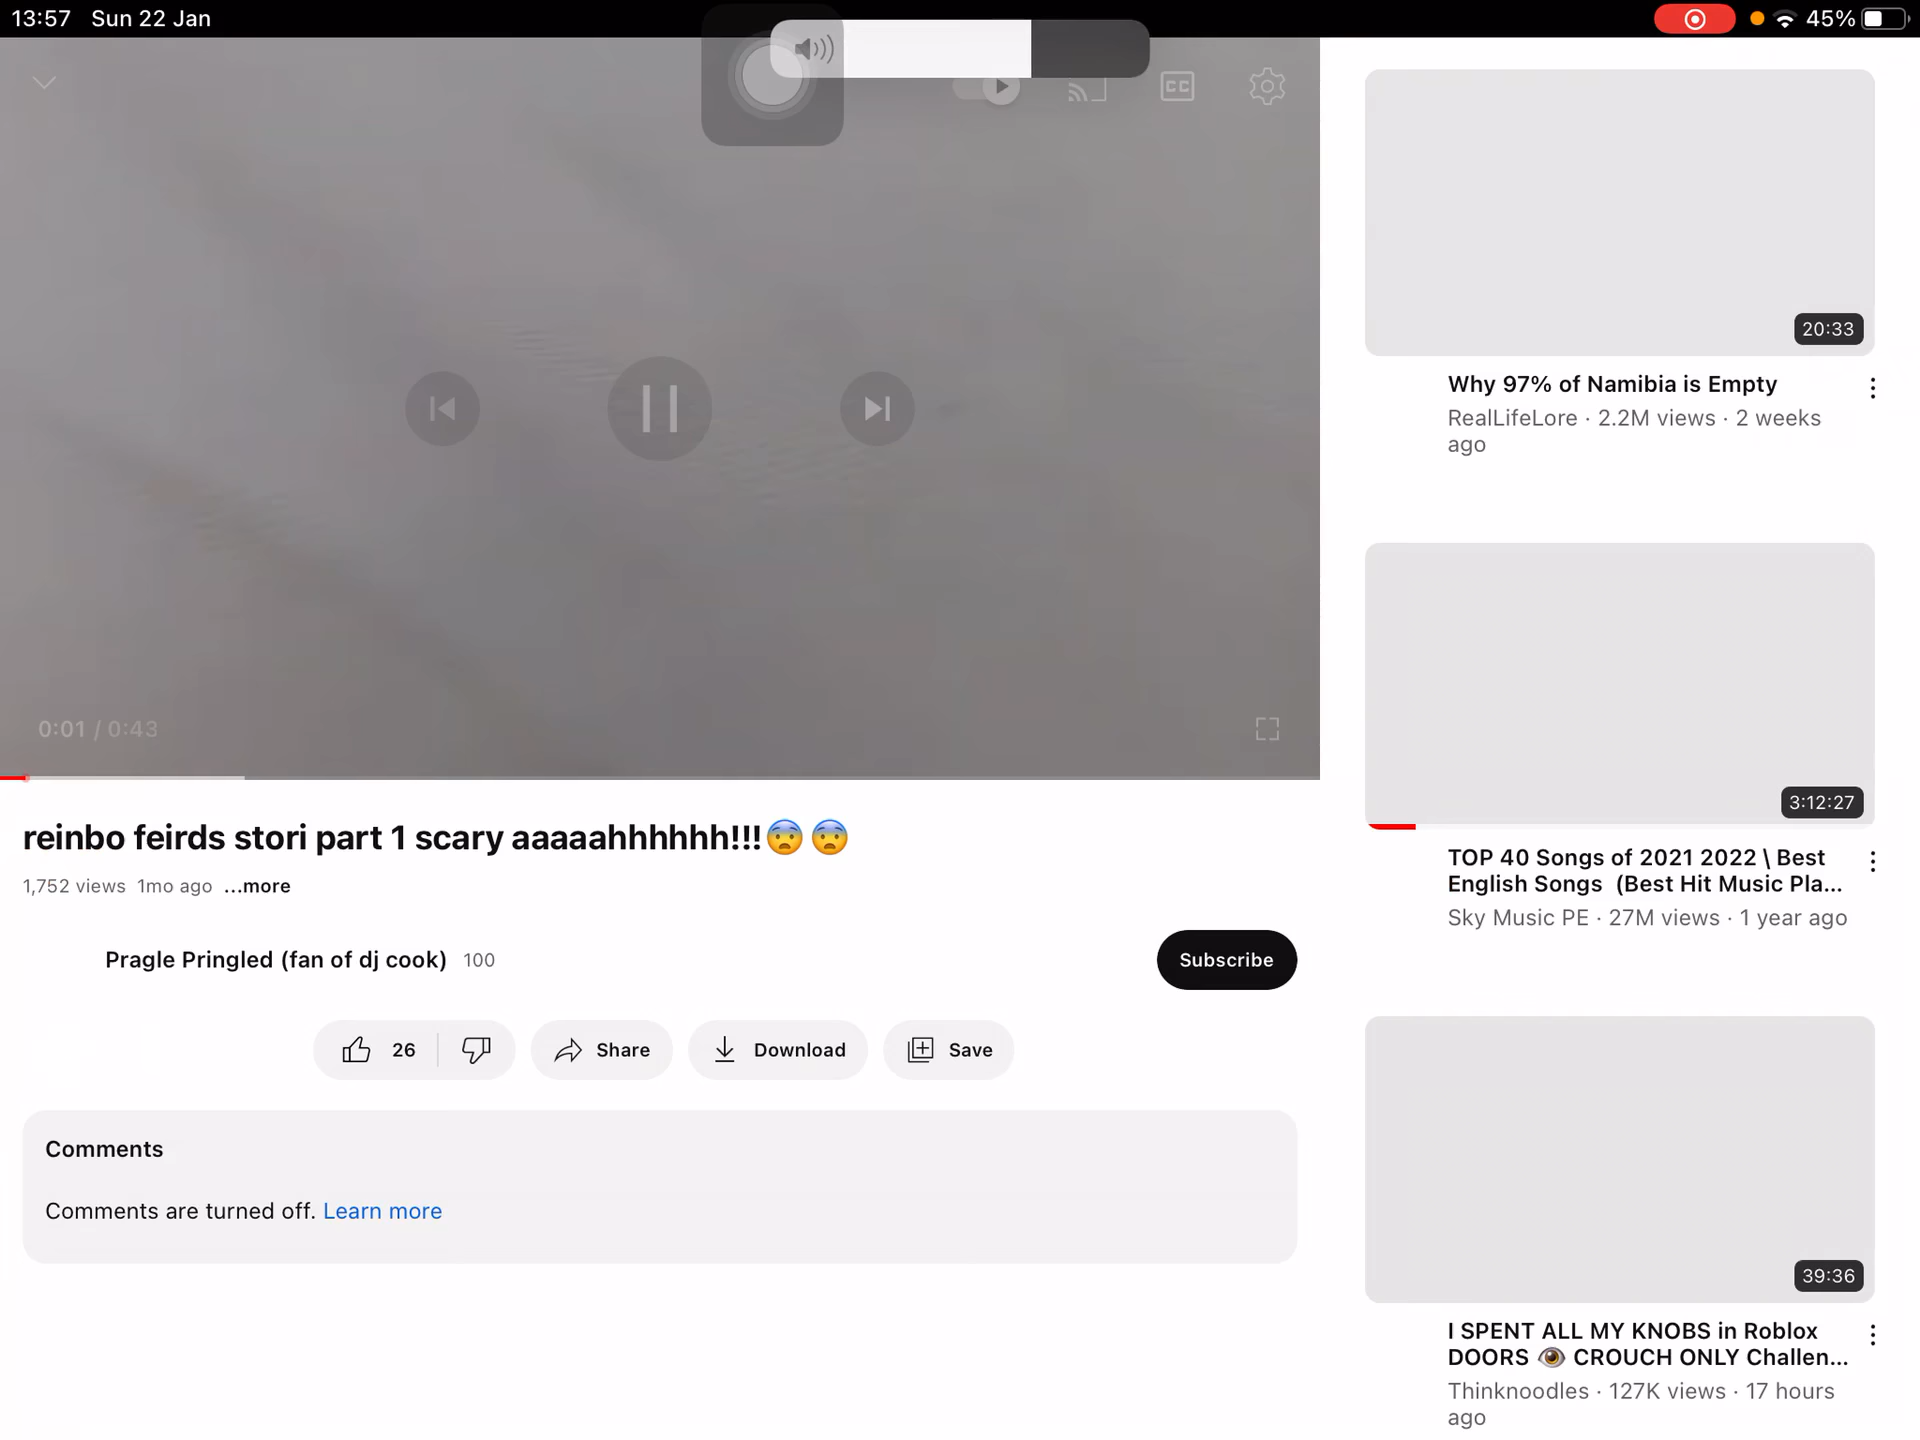 13:57 Sun 22 Jan
45%
CC
0:01 / 0:43
reinbo feirds stori part 1 scary aaaaahhhhhh!!!😨😨
1,752 views 1mo ago ...more
Pragle Pringled (fan of dj cook) 100
Subscribe
26
Share
Download
Save
Comments
Comments are turned off. Learn more
20:33
Why 97% of Namibia is Empty
RealLifeLore · 2.2M views · 2 weeks
ago
3:12:27
TOP 40 Songs of 2021 2022 \ Best
English Songs (Best Hit Music Pla...
Sky Music PE · 27M views · 1 year ago
39:36
I SPENT ALL MY KNOBS in Roblox
DOORS 👁️ CROUCH ONLY Challen...
Thinknoodles · 127K views · 17 hours
ago